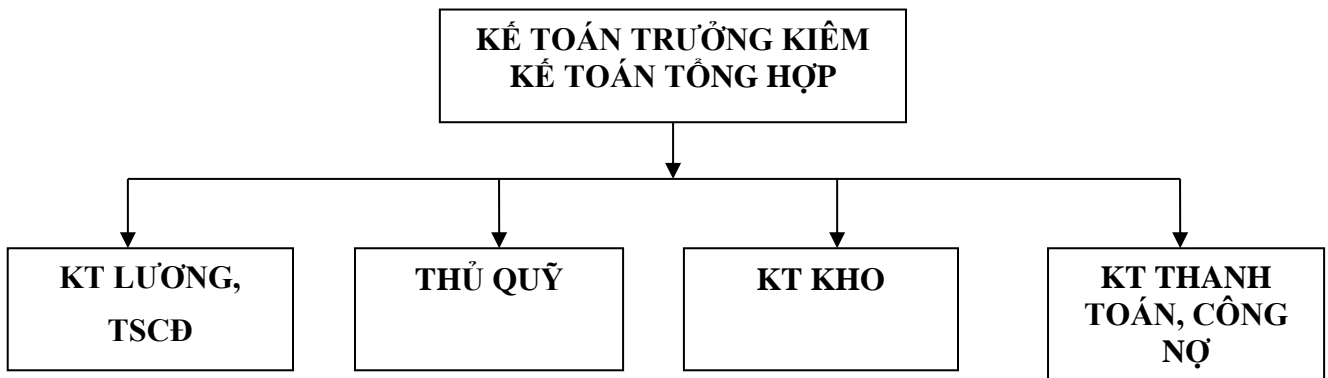 KẾ TOÁN TRƯỞNG KIÊM
KẾ TOÁN TỔNG HỢP
KT LƯƠNG,
TSCĐ
THỦ QUỸ
KT KHO
KT THANH
TOÁN, CÔNG
NỢ